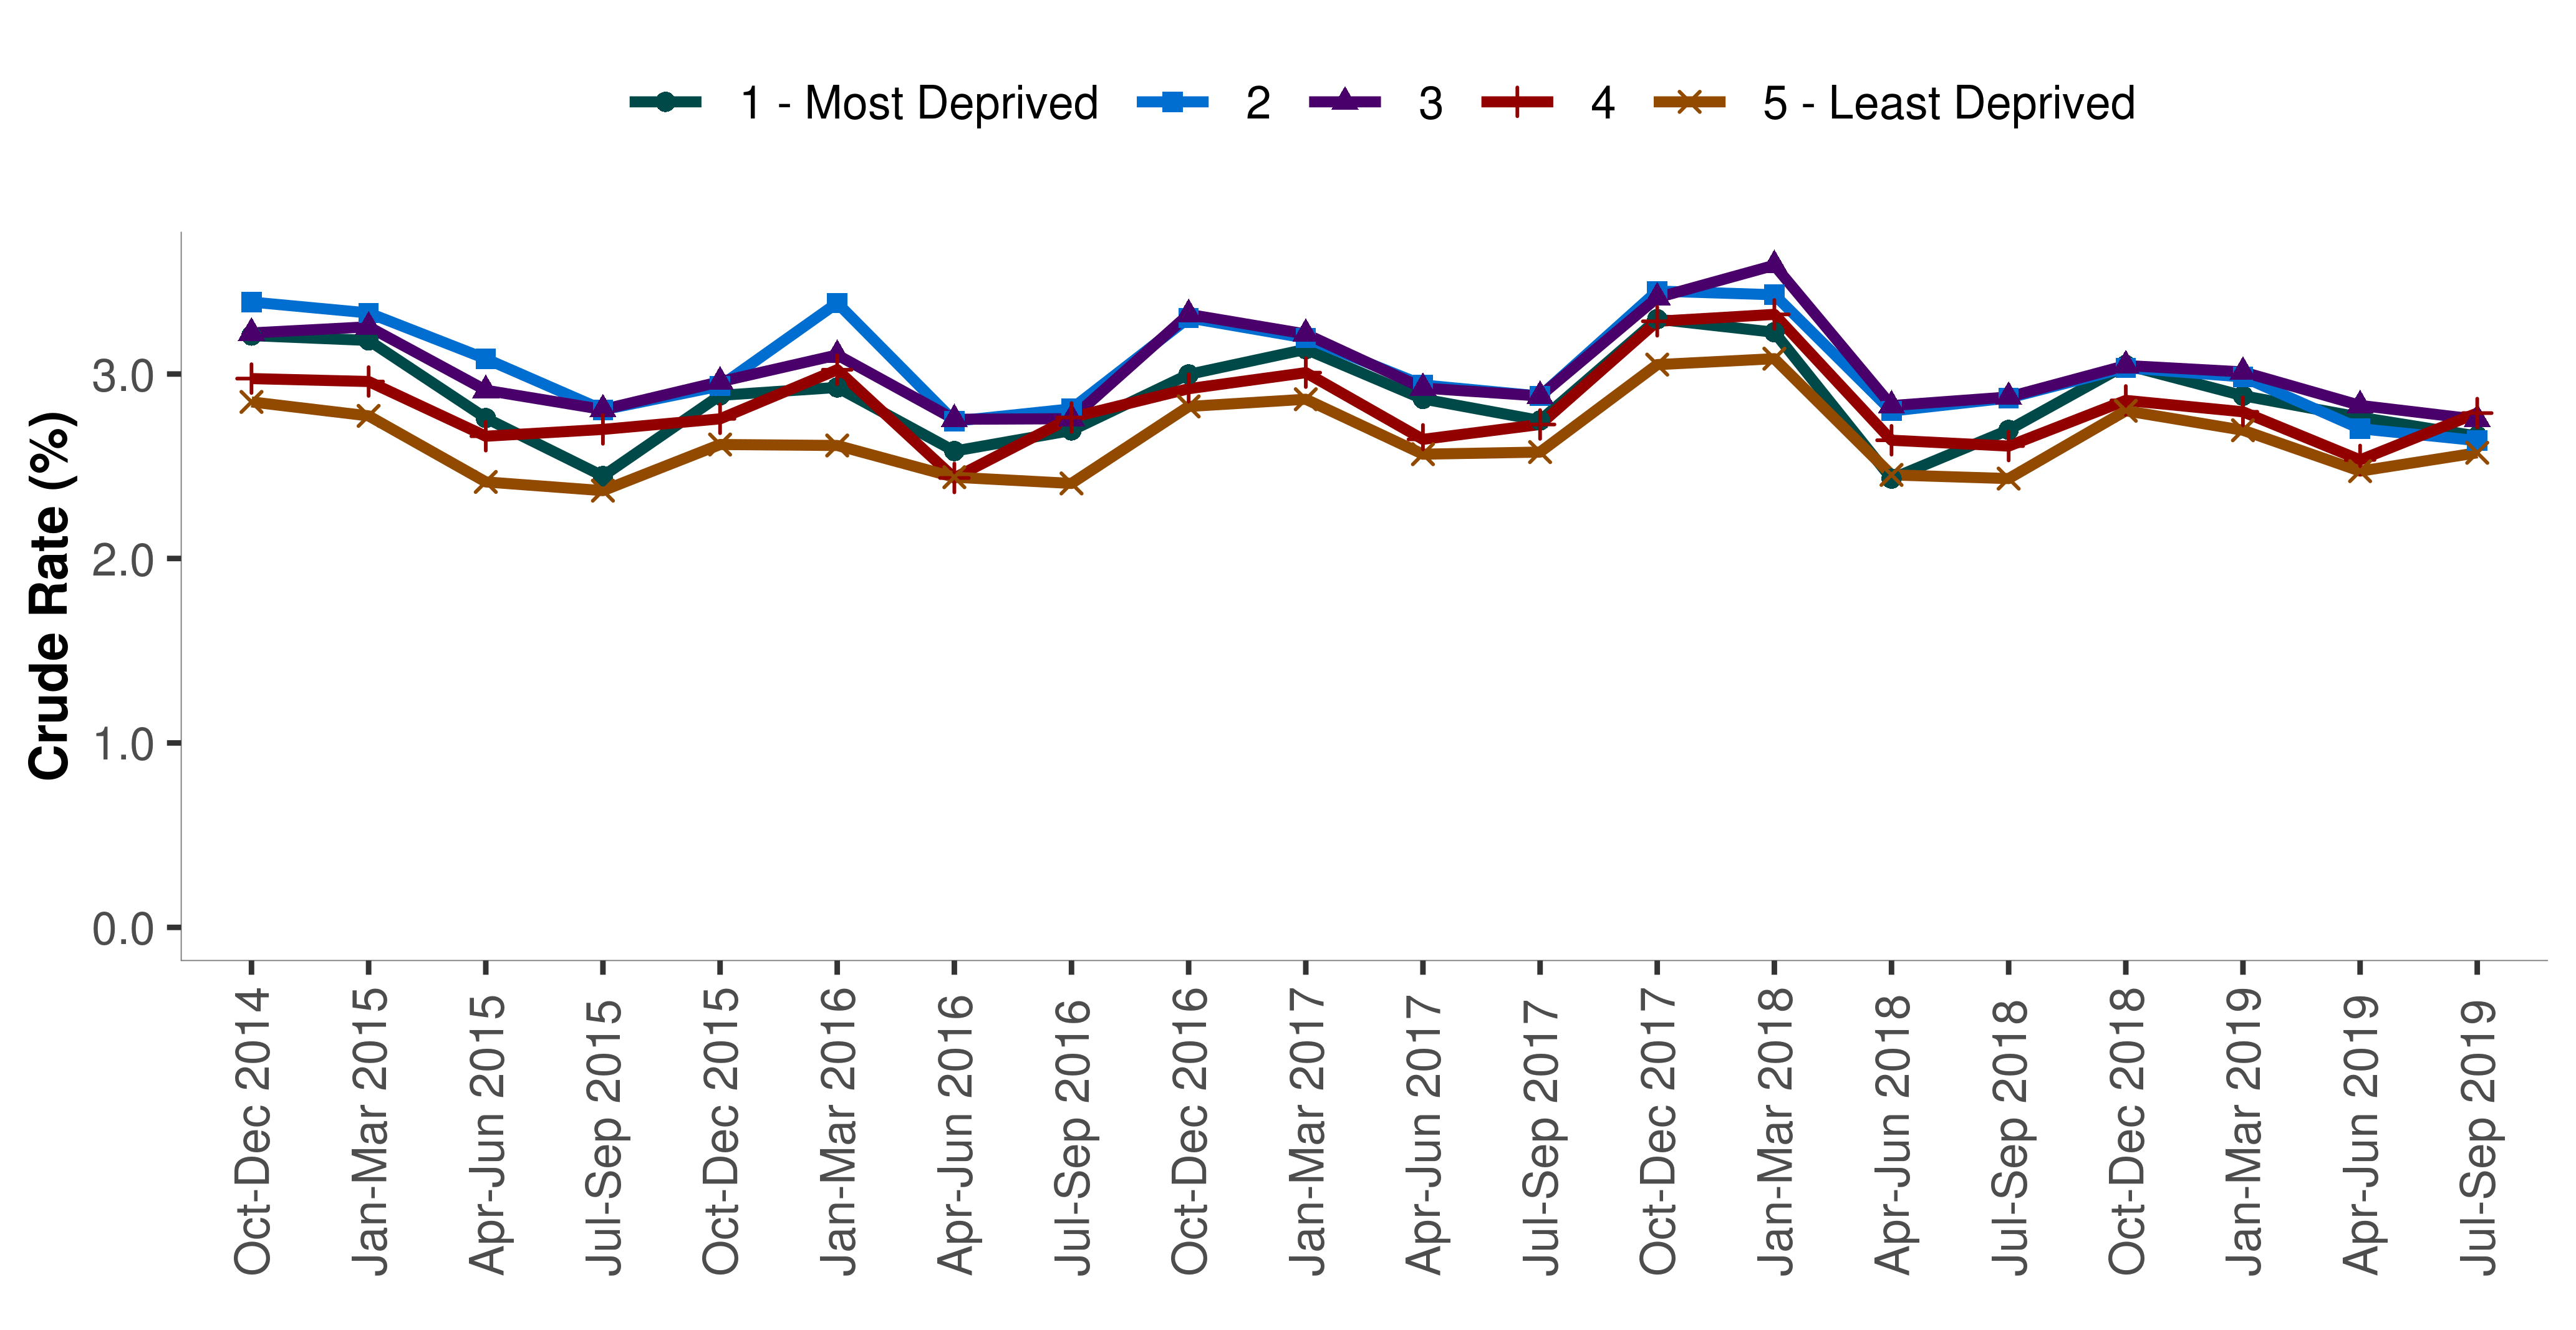 1 - Most Deprived 2 3 4 5 - Least Deprived
Crude Rate (%)
3.0
2.0
1.0
0.0
Oct-Dec 2014
Jan-Mar 2015
Apr-Jun 2015
Jul-Sep 2015
Oct-Dec 2015
Jan-Mar 2016
Apr-Jun 2016
Jul-Sep 2016
Oct-Dec 2016
Jan-Mar 2017
Apr-Jun 2017
Jul-Sep 2017
Oct-Dec 2017
Jan-Mar 2018
Apr-Jun 2018
Jul-Sep 2018
Oct-Dec 2018
Jan-Mar 2019
Apr-Jun 2019
Jul-Sep 2019